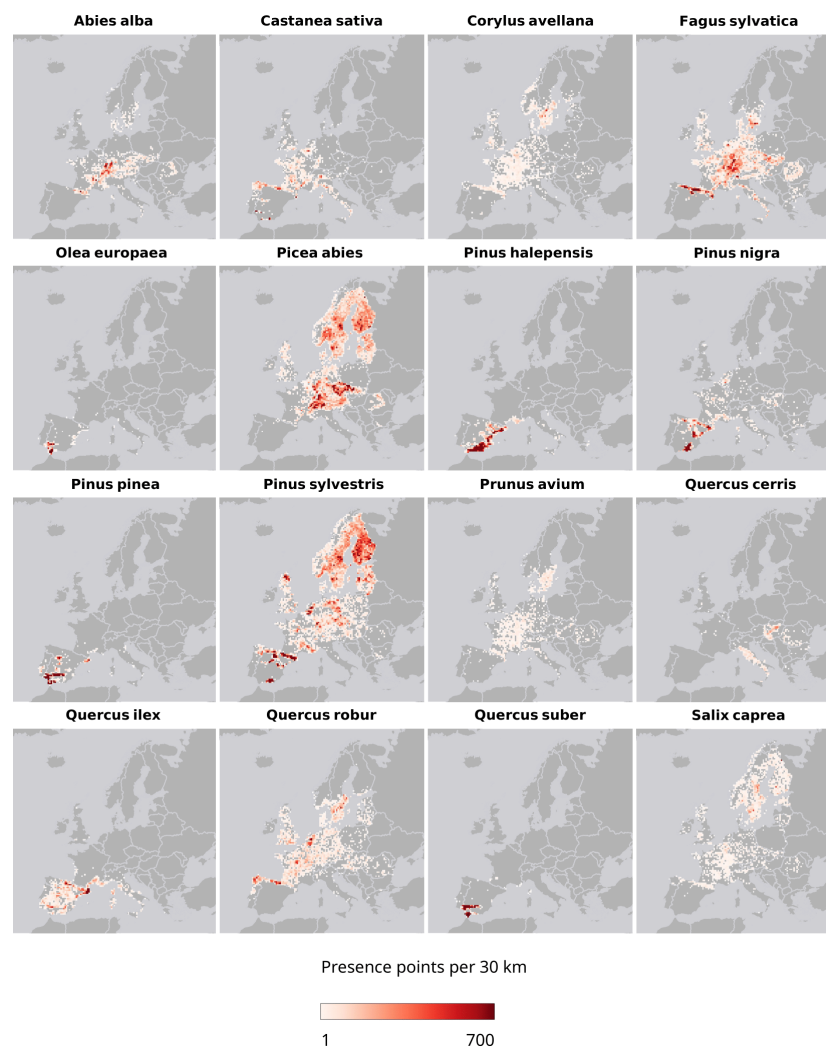 Abies alba
Castanea sativa
Corylus avellana
Fagus sylvatica
Olea europaea
Picea abies
Pinus halepensis
Pinus nigra
Pinus pinea
Pinus sylvestris
Prunus avium
Quercus cerris
Quercus ilex
Quercus robur
Quercus suber
Salix caprea
Presence points per 30 km
1
700